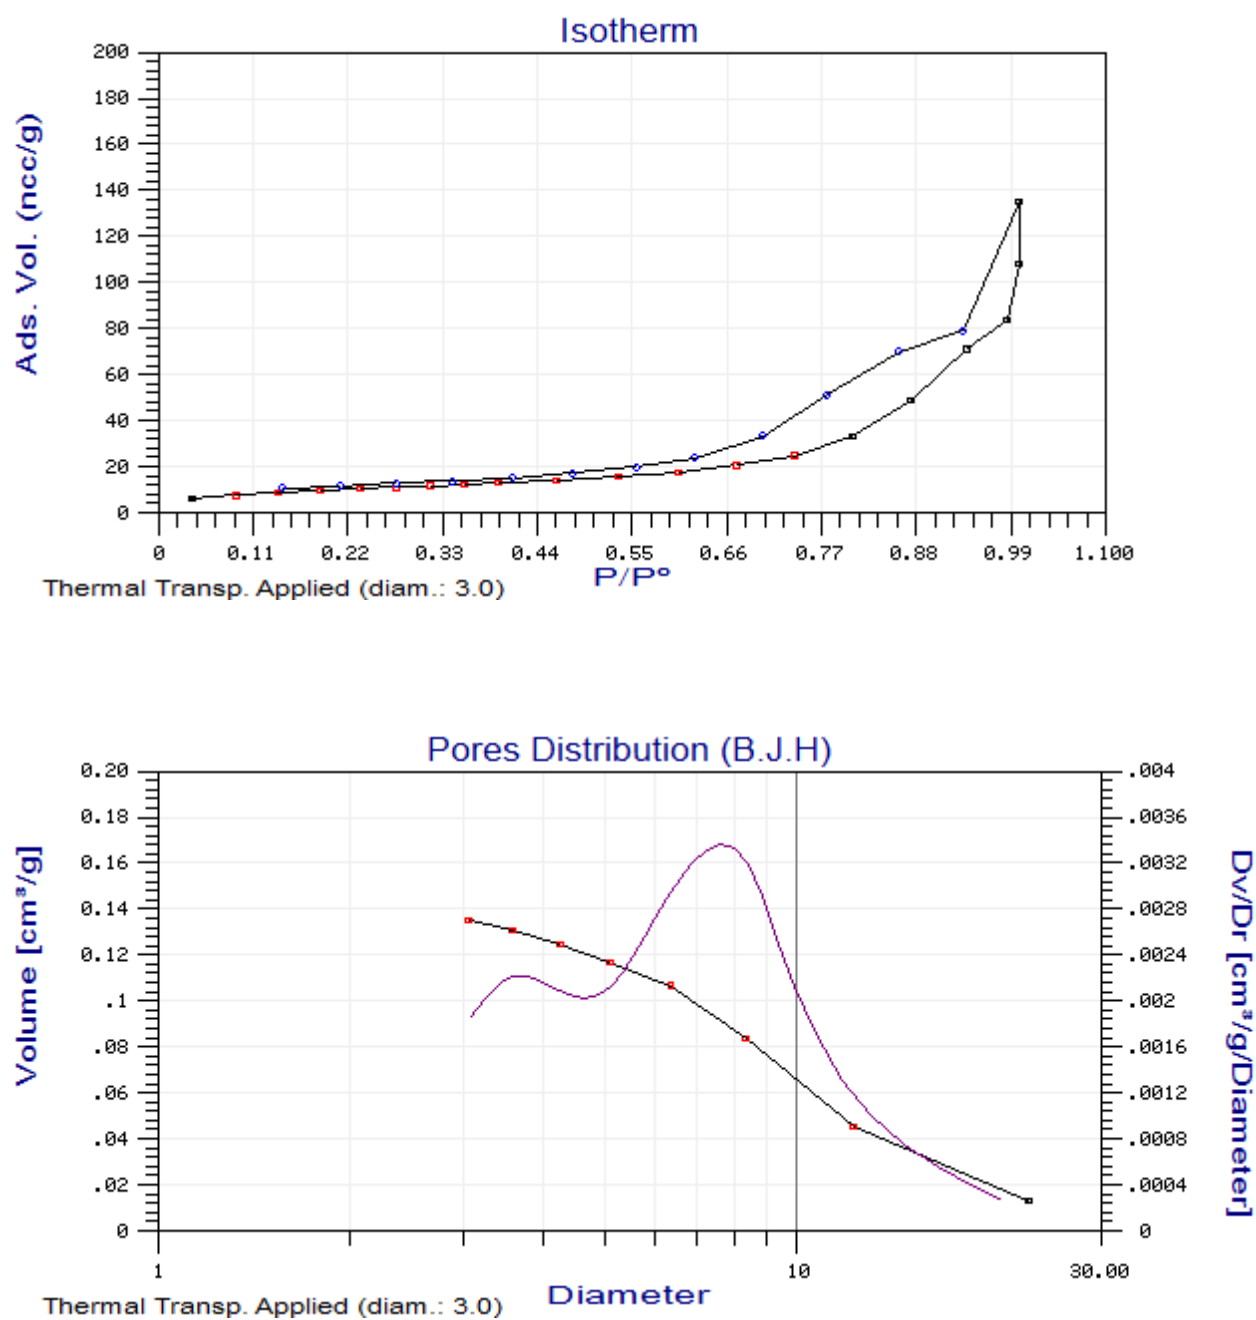 Isotherm
200
180
160
140
120
100
80
60
40
20
0
Ads. Vol. (ncc/g)
0 0.11 0.22 0.33 0.44 0.55 0.66 0.77 0.88 0.99 1.100
P/P°
Thermal Transp. Applied (diam.: 3.0)
Pores Distribution (B.J.H)
0.20 .004
0.18 .0036
0.16 .0032
0.14 .0028
0.12 .0024
.1 .002
.08 .0016
.06 .0012
.04 .0008
.02 .0004
0 0
Volume [cm³/g]
Dv/Dr [cm³/g/Diameter]
1 10 30.00
Diameter
Thermal Transp. Applied (diam.: 3.0)